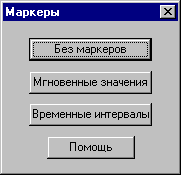 Маркеры
Без маркеров
Мгновенные значения
Временные интервалы
Помощь